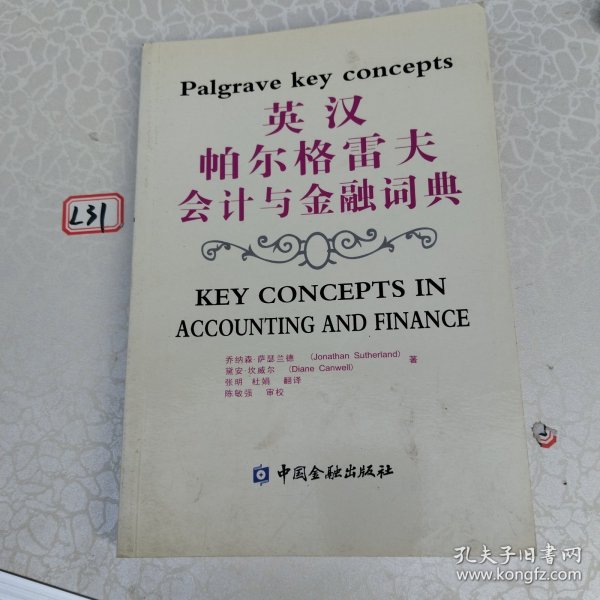 Palgrave key concepts
英汉
帕尔格雷夫
会计与金融词典
L31
KEY CONCEPTS IN
ACCOUNTING AND FINANCE
乔纳森·萨瑟兰德 (Jonathan Sutherland) 著
黛安·坎威尔 (Diane Canwell)
张明 杜娟 翻译
陈敏强 审校
中国金融出版社
孔夫子旧书网
www.kongfz.com